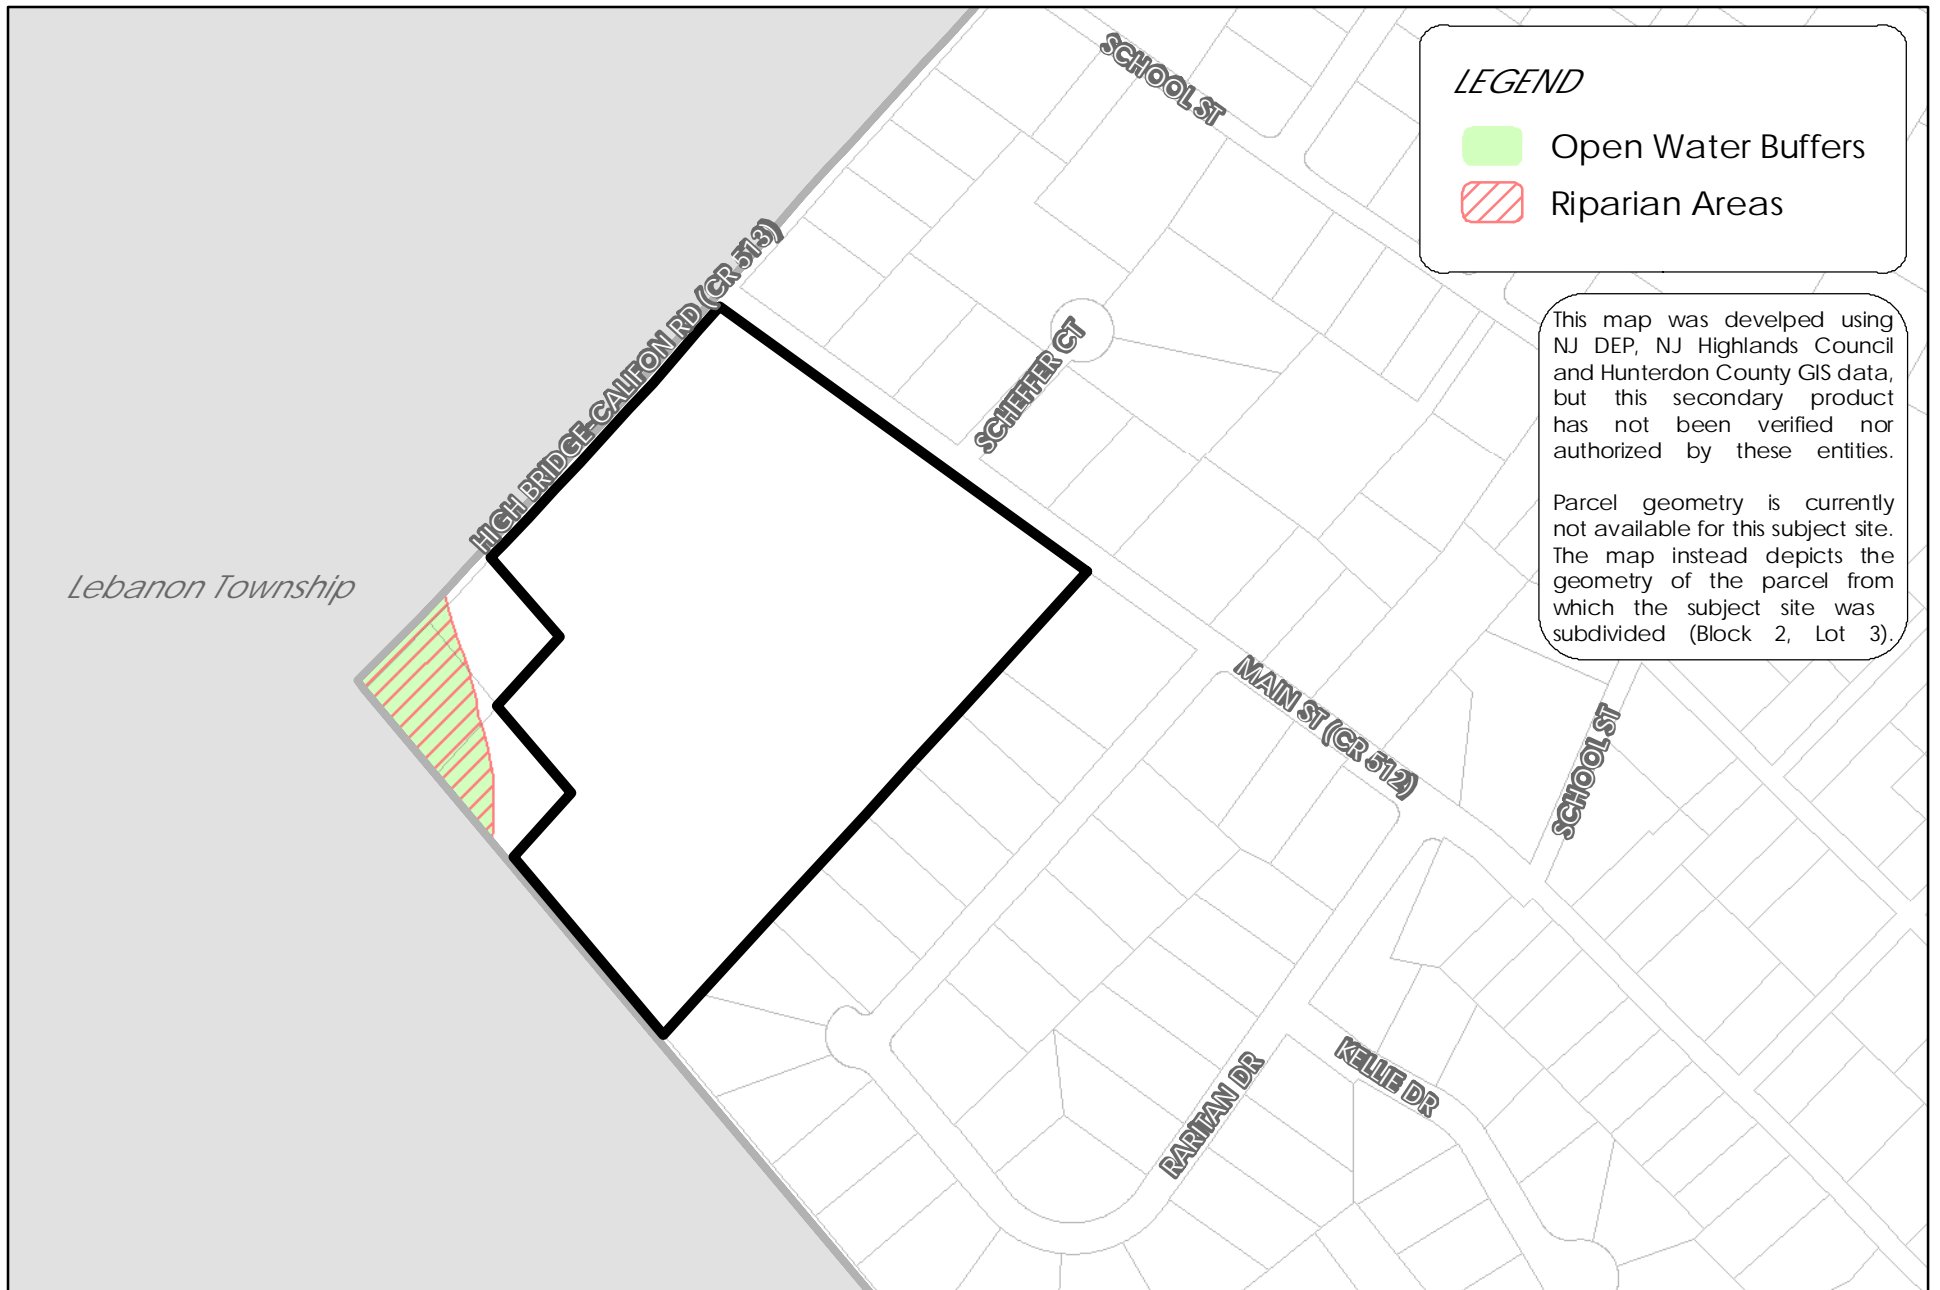 SCHOOL ST
LEGEND
Open Water Buffers
Riparian Areas
HIGH BRIDGE-CALIFON RD (CR 513)
SCHEFFER CT
This map was develped using
NJ DEP, NJ Highlands Council
and Hunterdon County GIS data,
but this secondary product
has not been verified nor
authorized by these entities.
Parcel geometry is currently
not available for this subject site.
The map instead depicts the
geometry of the parcel from
which the subject site was
subdivided (Block 2, Lot 3).
Lebanon Township
MAIN ST (CR 512)
SCHOOL ST
RARITAN DR
KELLIE DR